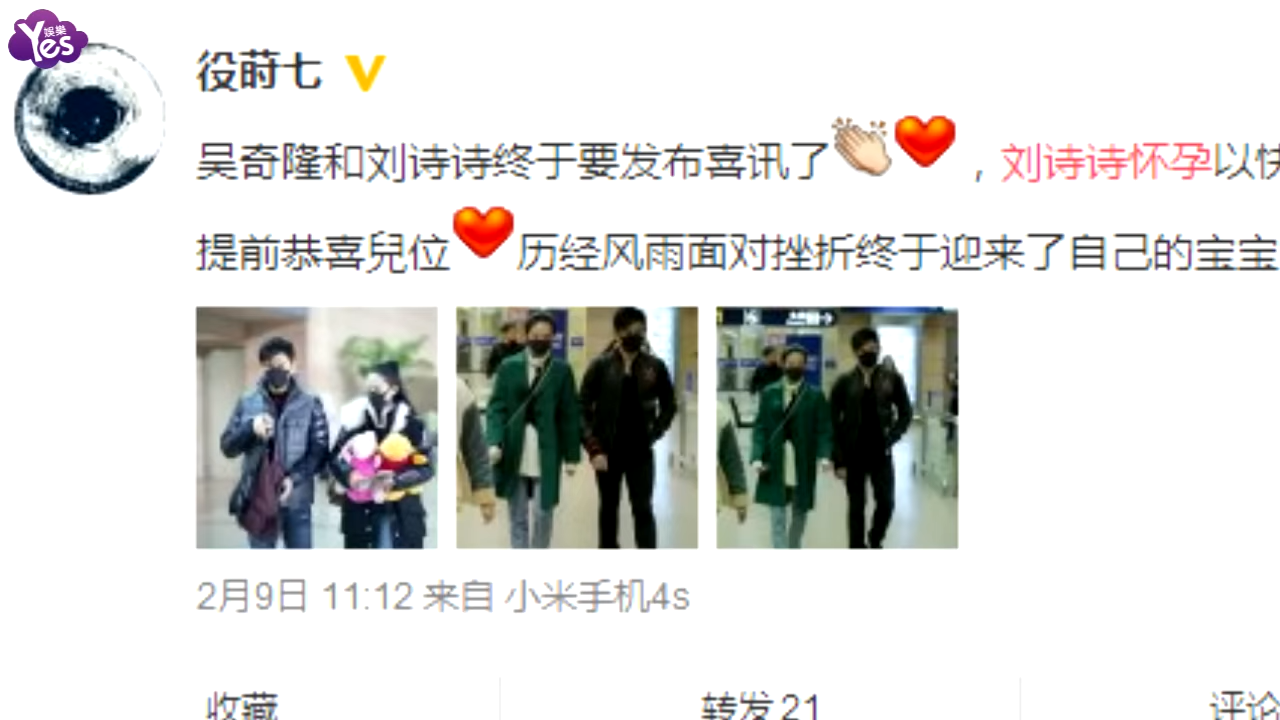 Yes 娱樂
役莳七
吴奇隆和刘诗诗终于要发布喜讯了👏❤️，刘诗诗怀孕以快
提前恭喜兒位❤️历经风雨面对挫折终于迎来了自己的宝宝
2月9日 11:12 来自 小米手机4s
收藏
转发 21
评论